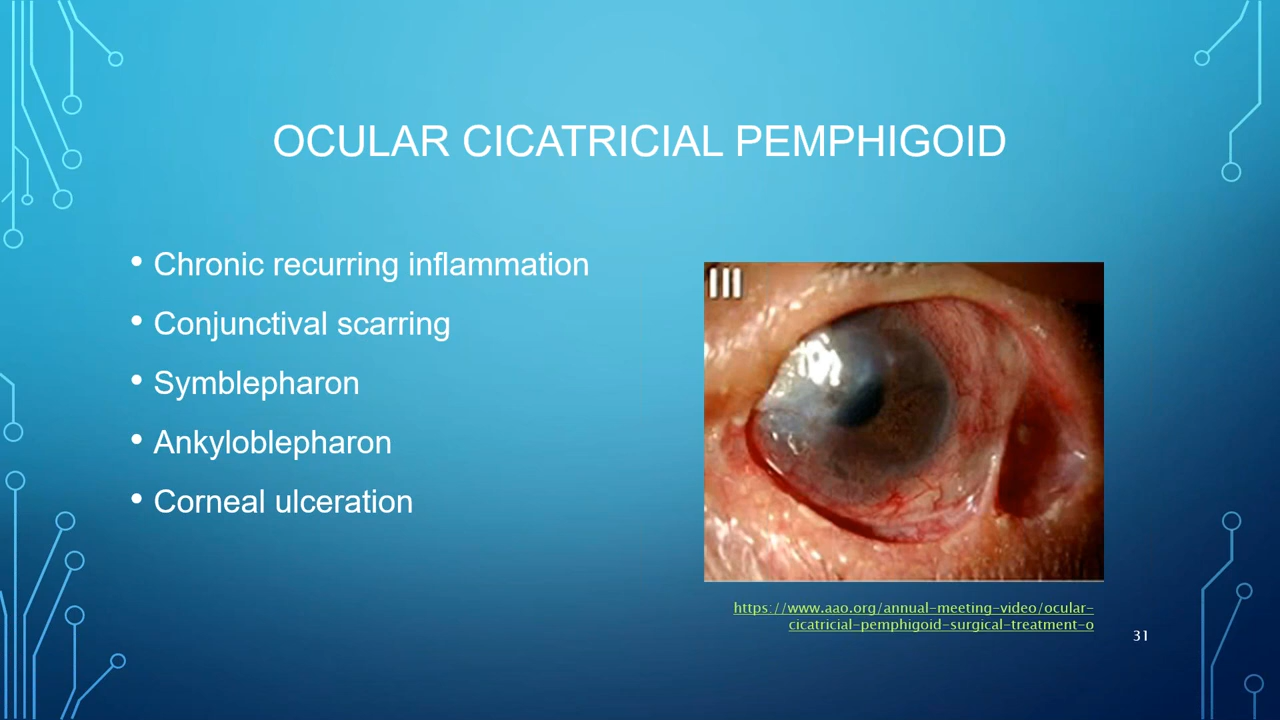 OCULAR CICATRICIAL PEMPHIGOID
• Chronic recurring inflammation
• Conjunctival scarring
• Symblepharon
• Ankyloblepharon
• Corneal ulceration
III
https://www.aao.org/annual-meeting-video/ocular-
cicatricial-pemphigoid-surgical-treatment-o
31